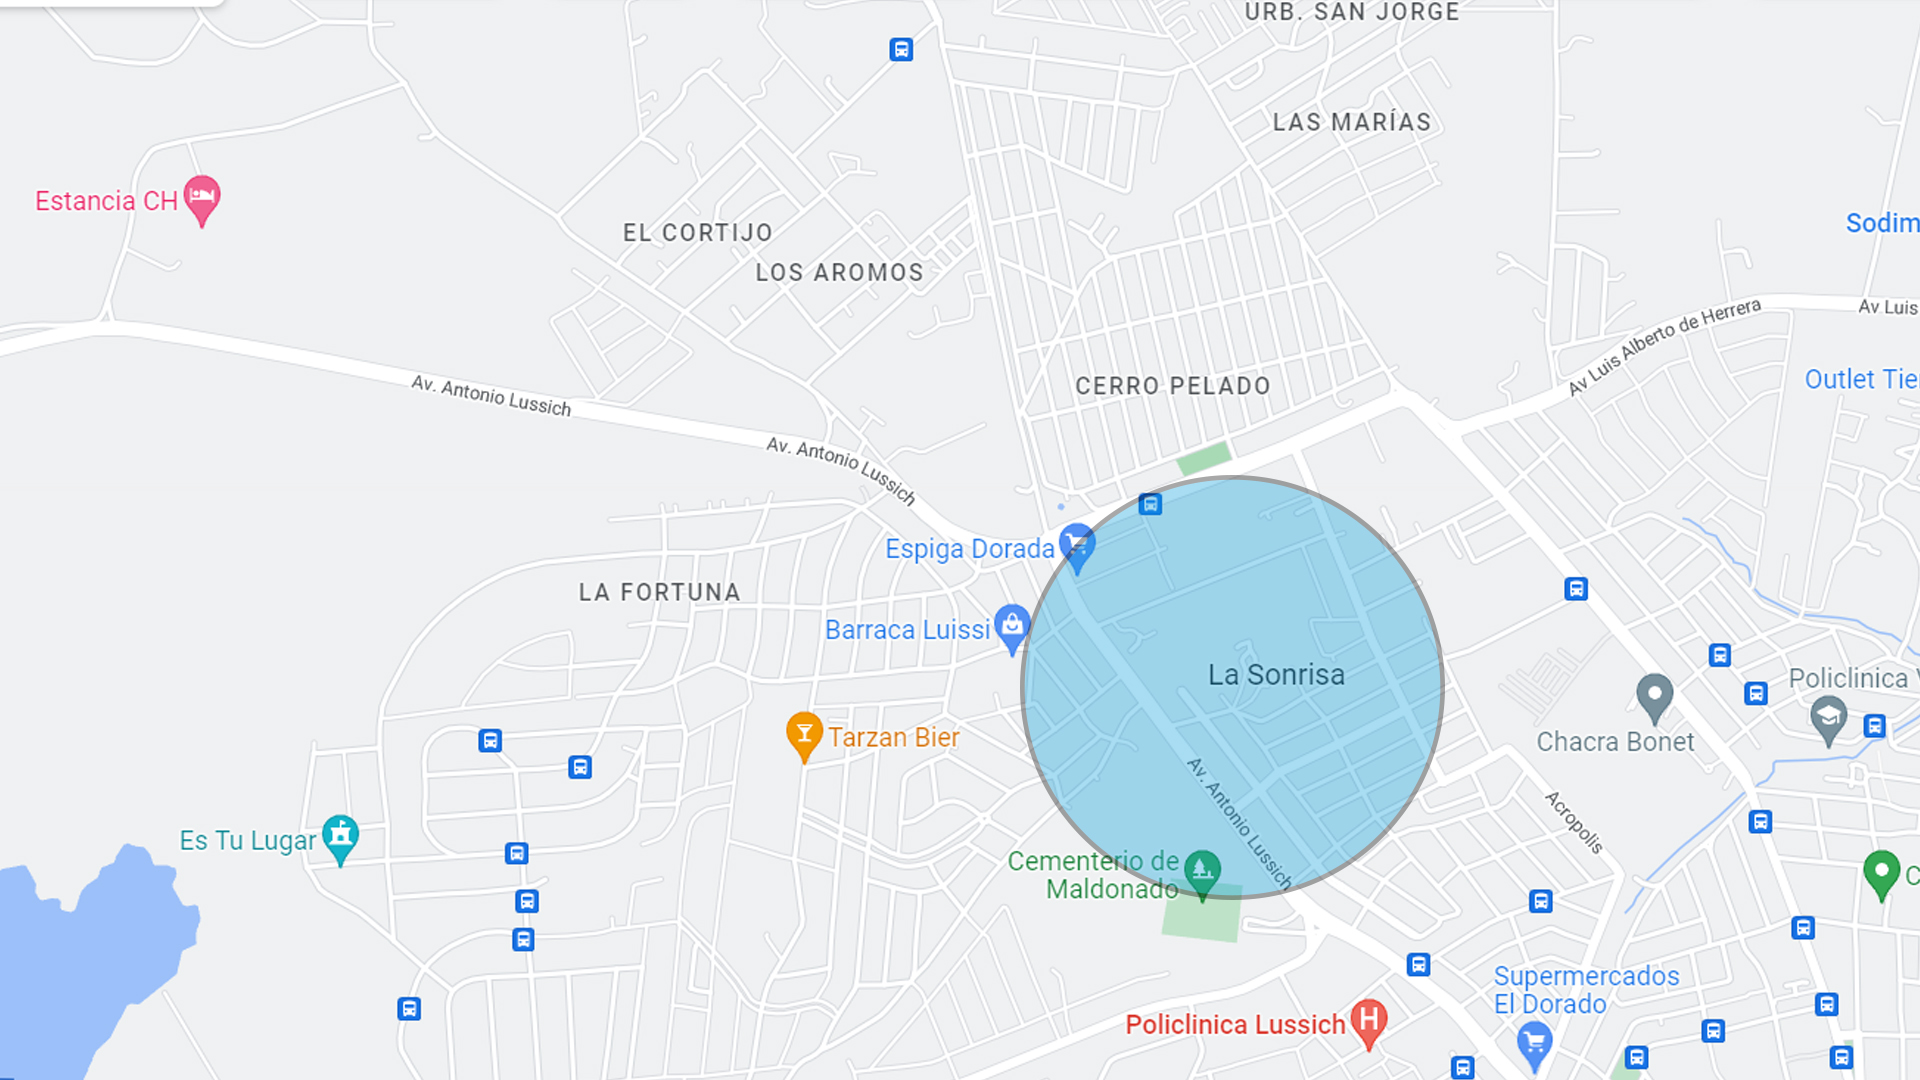 URB. SAN JORGE
LAS MARÍAS
Estancia CH
EL CORTIJO
LOS AROMOS
Sodim
Av Luis Alberto de Herrera
Av Luis
Outlet Tie
Av. Antonio Lussich
CERRO PELADO
Av. Antonio Lussich
Espiga Dorada
LA FORTUNA
Barraca Luissi
La Sonrisa
Policlinica V
Tarzan Bier
Chacra Bonet
Av. Antonio Lussich
Acropolis
Es Tu Lugar
Cementerio de
Maldonado
C
Supermercados
El Dorado
Policlinica Lussich
H